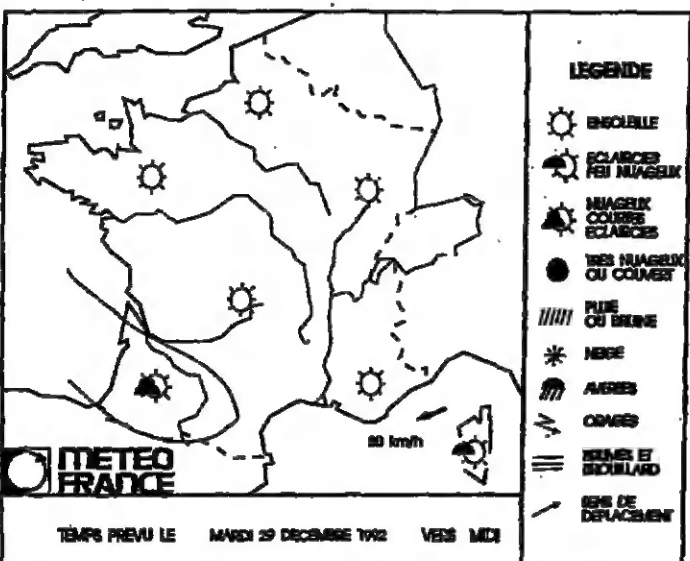 LEGENDE
ENSOLEILLE
ECLAIRCIES
PEU NUAGEUX
NUAGEUX
COURTES
ECLAIRCIES
TRES NUAGEUX
OU COUVERT
PLUIE
OU BRUINE
NEIGE
AVERSES
ORAGES
BRUMES ET
BROUILLARD
SENS DE
DEPLACEMENT
km/h
METEO
FRANCE
TEMPS PREVU LE MARDI 29 DECEMBRE 1992 VERS MIDI